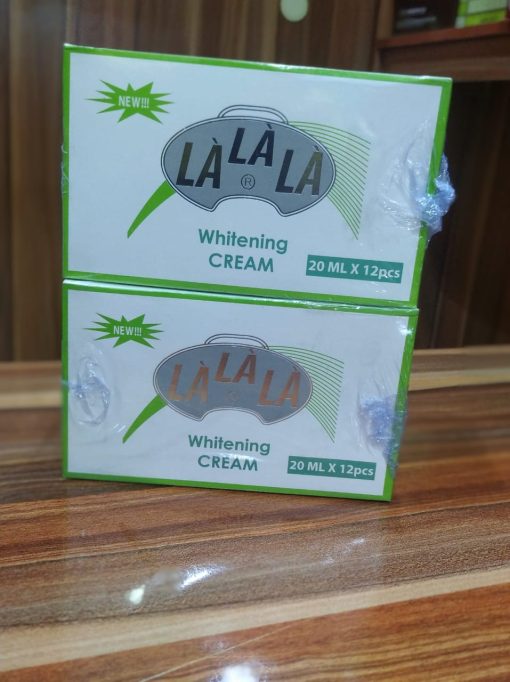 NEW!!!
LÀ LÀ LÀ
®
Whitening
CREAM
20 ML X 12pcs
NEW!!!
LÀ LÀ LÀ
®
Whitening
CREAM
20 ML X 12pcs